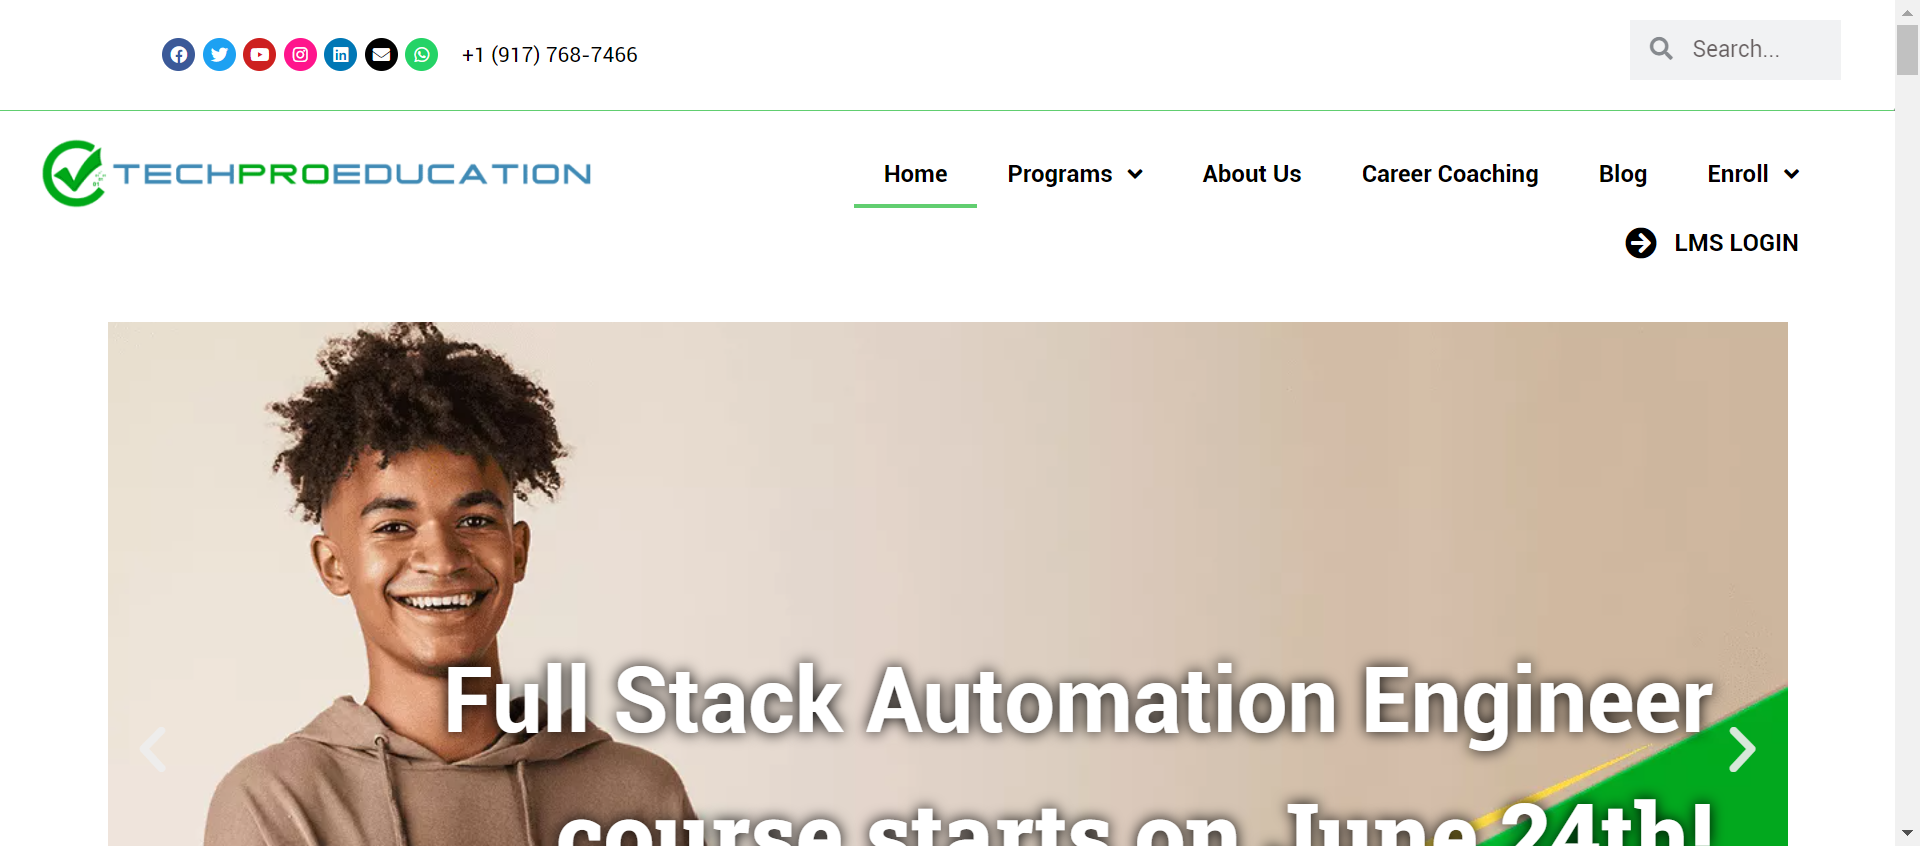 +1 (917) 768-7466
Search...
TECHPROEDUCATION
Home Programs About Us Career Coaching Blog Enroll
LMS LOGIN
Full Stack Automation Engineer
course starts on June 24th!